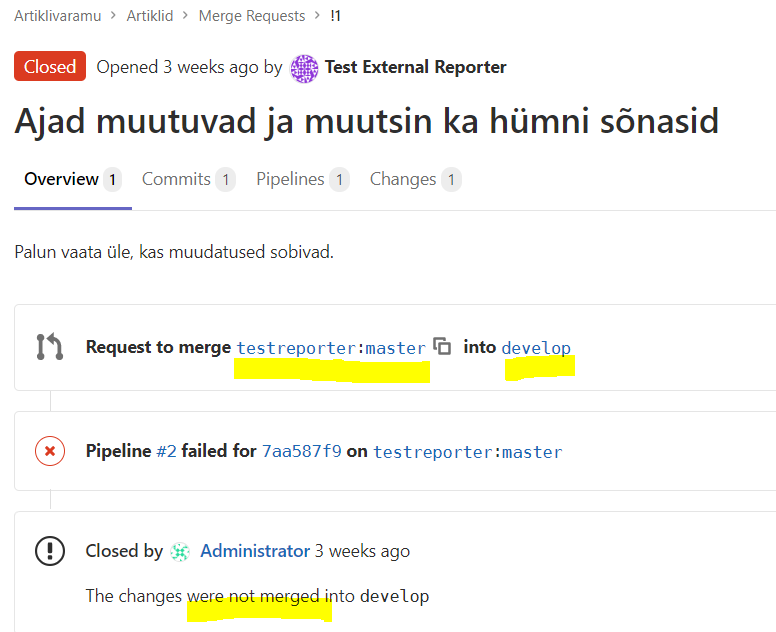 Artiklivaramu > Artiklid > Merge Requests > !1
Closed Opened 3 weeks ago by Test External Reporter
Ajad muutuvad ja muutsin ka hümni sõnasid
Overview 1 Commits 1 Pipelines 1 Changes 1
Palun vaata üle, kas muudatused sobivad.
Request to merge testreporter:master into develop
Pipeline #2 failed for 7aa587f9 on testreporter:master
Closed by Administrator 3 weeks ago
The changes were not merged into develop